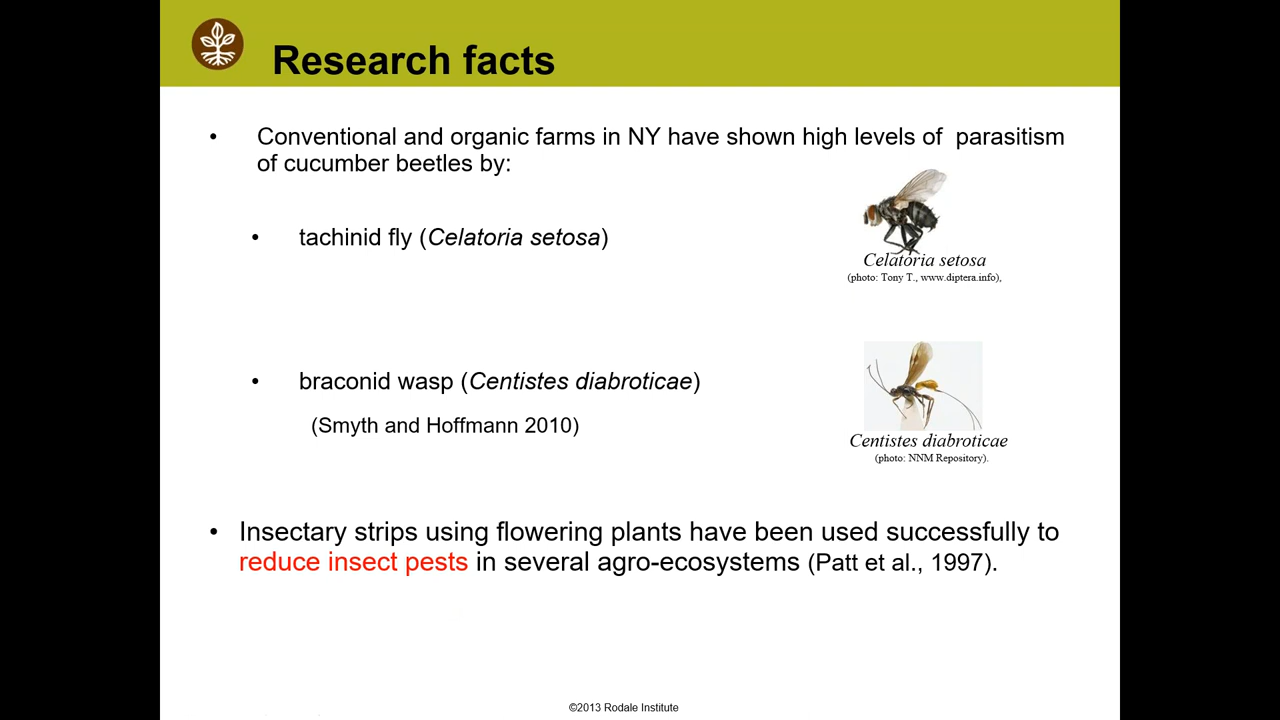 Research facts
• Conventional and organic farms in NY have shown high levels of  parasitism
of cucumber beetles by:
• tachinid fly (Celatoria setosa)
Celatoria setosa
(photo: Tony T., www.diptera.info),
• braconid wasp (Centistes diabroticae)
(Smyth and Hoffmann 2010)
Centistes diabroticae
(photo: NNM Repository).
• Insectary strips using flowering plants have been used successfully to
reduce insect pests in several agro-ecosystems (Patt et al., 1997).
©2013 Rodale Institute